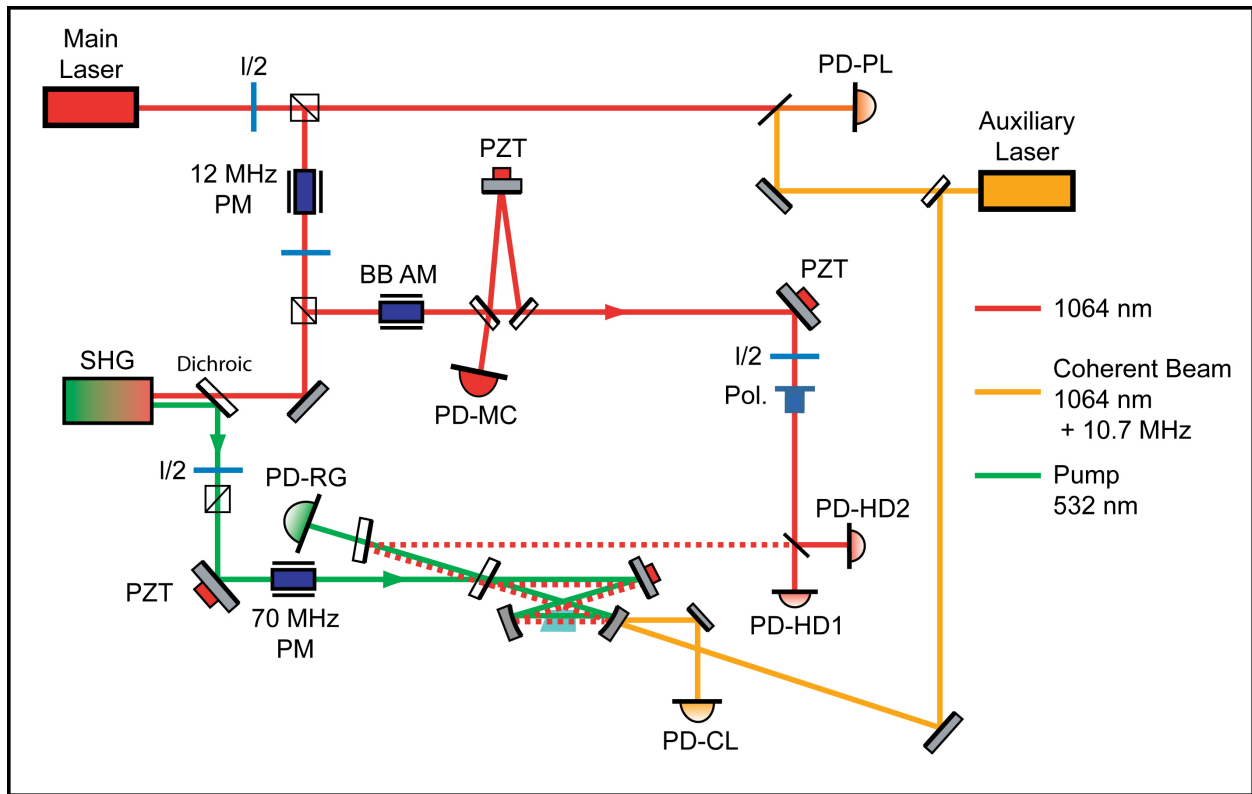 Main
Laser
l/2
PD-PL
Auxiliary
Laser
12 MHz
PM
PZT
BB AM
PZT
1064 nm
SHG
Dichroic
l/2
Coherent Beam
1064 nm
+ 10.7 MHz
PD-MC
Pol.
l/2
PD-RG
Pump
532 nm
PD-HD2
PZT
70 MHz
PM
PD-HD1
PD-CL